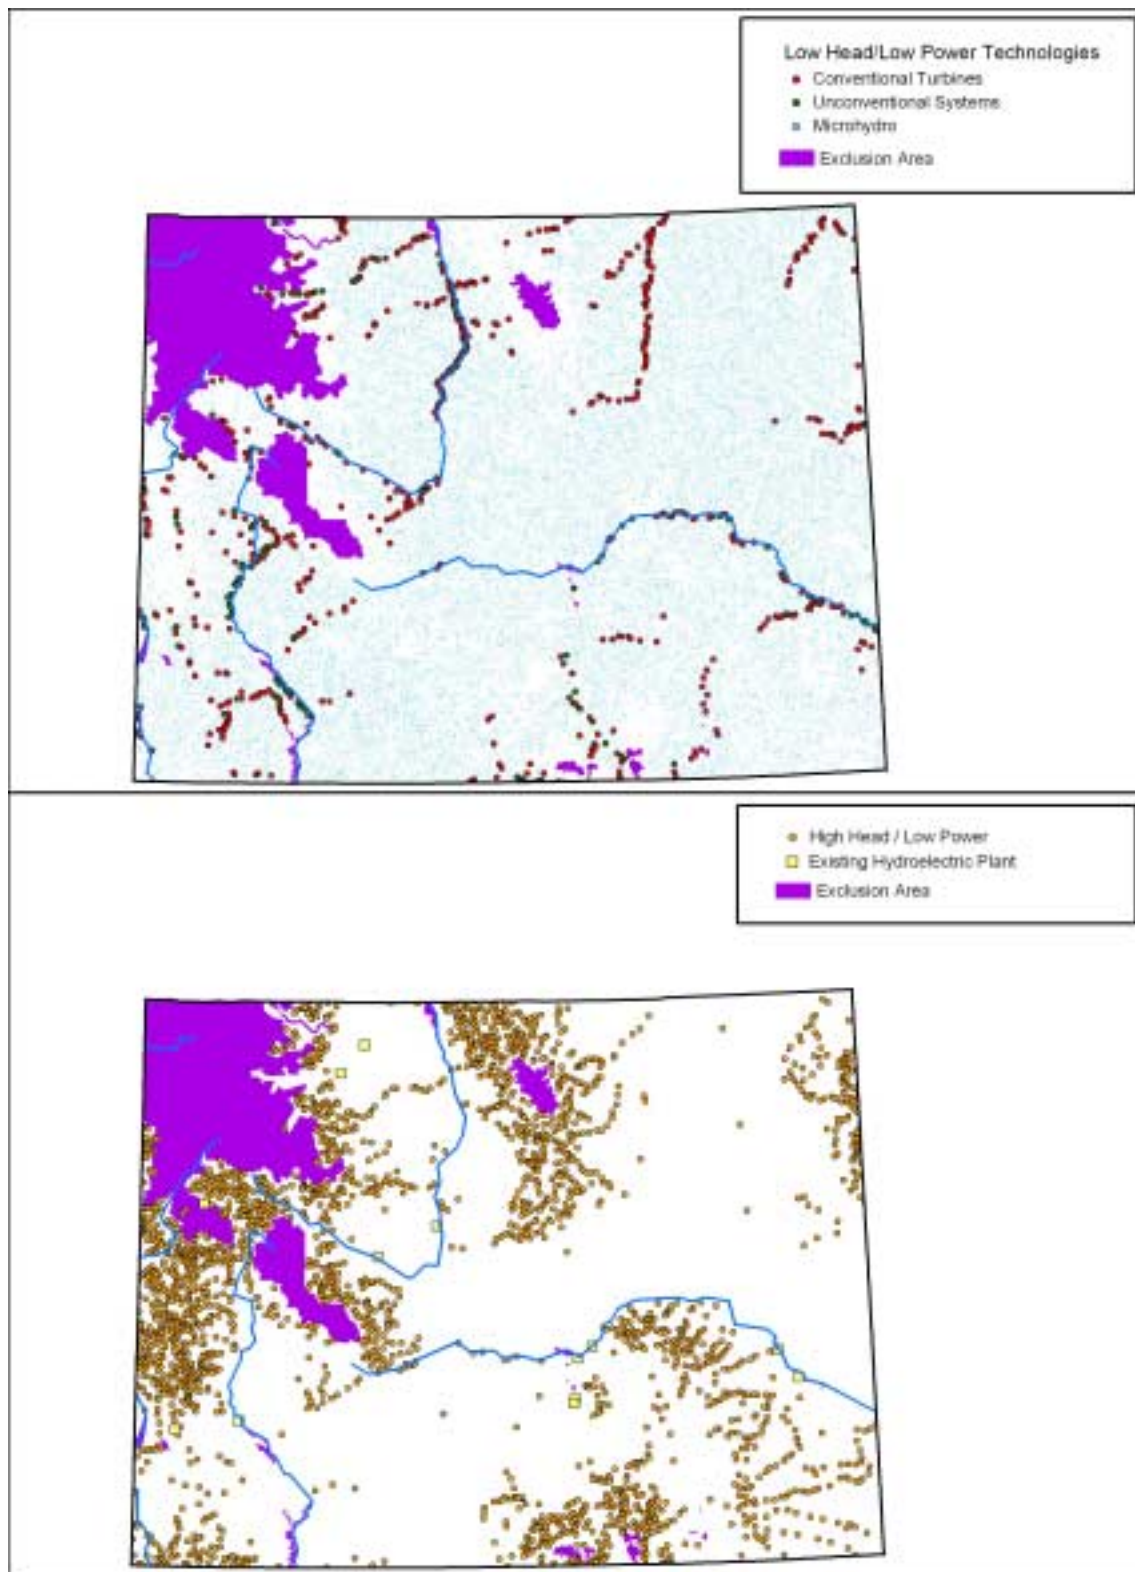 Low Head/Low Power Technologies
Conventional Turbines
Unconventional Systems
Microhydro
Exclusion Area
High Head / Low Power
Existing Hydroelectric Plant
Exclusion Area